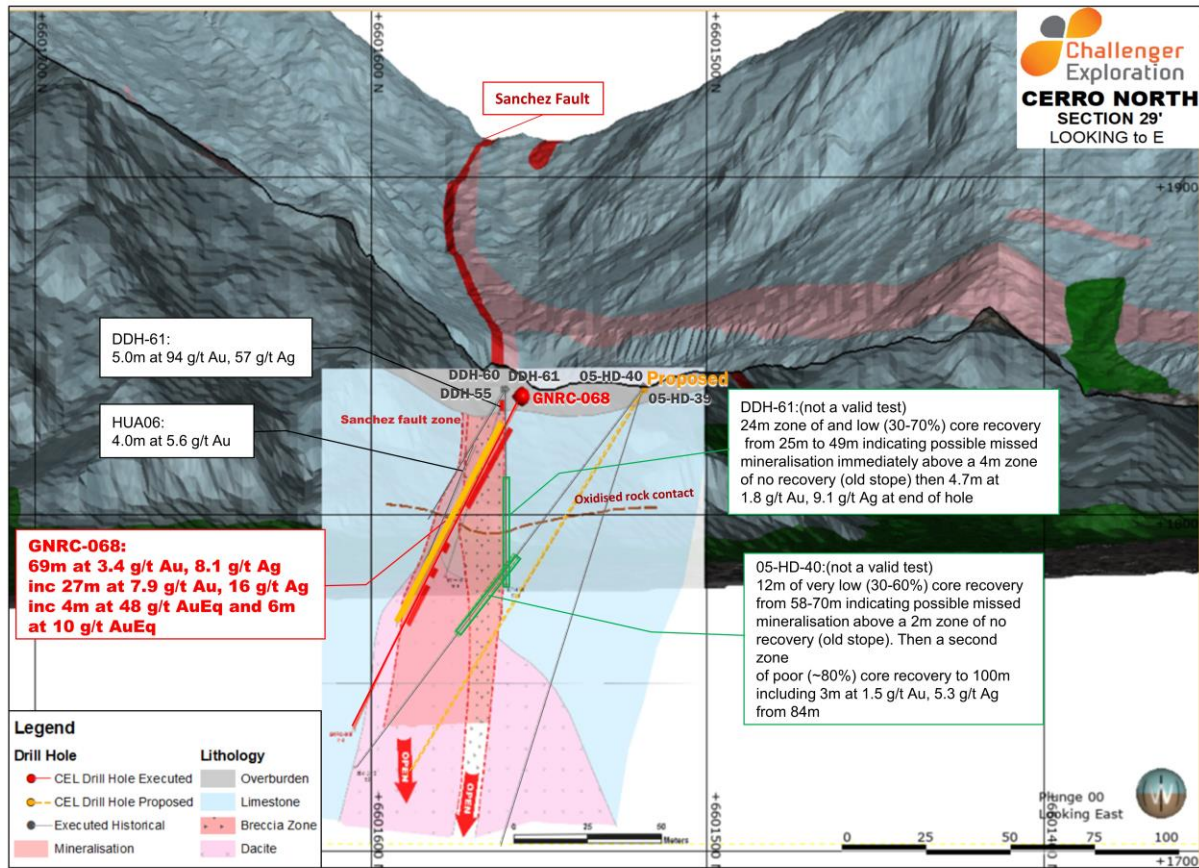 Challenger
Exploration
CERRO NORTH
SECTION 29'
LOOKING to E
+6601600 N
+6601500 N
Sanchez Fault
+1900
DDH-61:
5.0m at 94 g/t Au, 57 g/t Ag
HUA06:
4.0m at 5.6 g/t Au
DDH-60 DDH-61 05-HD-40 Proposed
DDH-55 GNRC-068 05-HD-39
Sanchez fault zone
Oxidised rock contact
+1800
GNRC-068:
69m at 3.4 g/t Au, 8.1 g/t Ag
inc 27m at 7.9 g/t Au, 16 g/t Ag
inc 4m at 48 g/t AuEq and 6m
at 10 g/t AuEq
DDH-61:(not a valid test)
24m zone of and low (30-70%) core recovery
from 25m to 49m indicating possible missed
mineralisation immediately above a 4m zone
of no recovery (old stope) then 4.7m at
1.8 g/t Au, 9.1 g/t Ag at end of hole
05-HD-40:(not a valid test)
12m of very low (30-60%) core recovery
from 58-70m indicating possible missed
mineralisation above a 2m zone of no
recovery (old stope). Then a second
zone
of poor (~80%) core recovery to 100m
including 3m at 1.5 g/t Au, 5.3 g/t Ag
from 84m
OPEN
OPEN
Legend
Drill Hole
CEL Drill Hole Executed
CEL Drill Hole Proposed
Executed Historical
Mineralisation
Lithology
Overburden
Limestone
Breccia Zone
Dacite
+6601600 N
+6601500 N
0 25 50
Meters
Plunge 00
Looking East
0 25 50 75 100
+1700